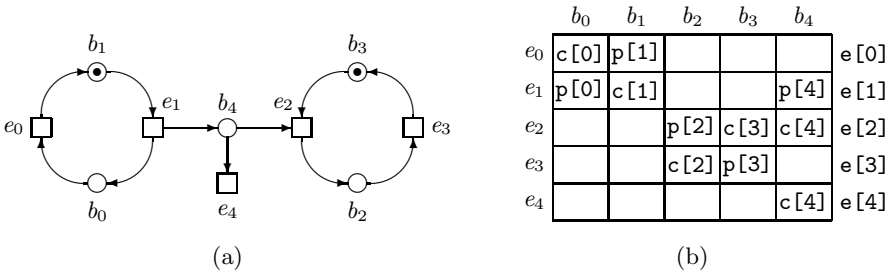 b0 b1 b2 b3 b4
b1 b3
e0 c[0] p[1] e[0]
e1 b4 e2
e1 p[0] c[1] p[4] e[1]
e0 e3
e2 p[2] c[3] c[4] e[2]
e3 c[2] p[3] e[3]
b0 e4 b2
e4 c[4] e[4]
(a) (b)